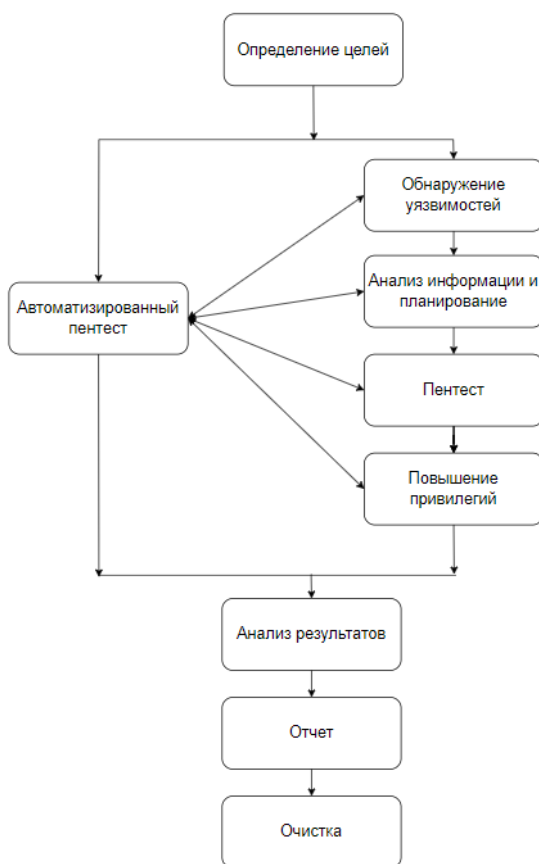 Определение целей
Обнаружение
уязвимостей
Анализ информации и
планирование
Автоматизированный
пентест
Пентест
Повышение
привилегий
Анализ результатов
Отчет
Очистка